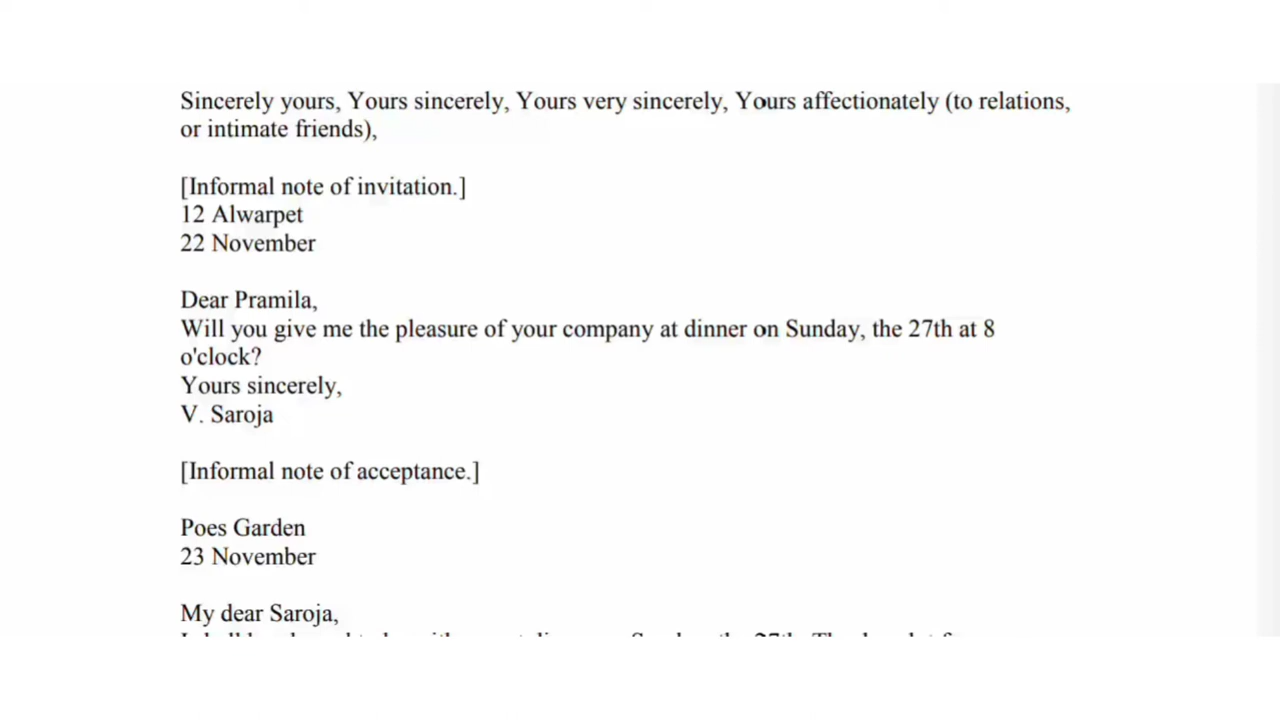 Sincerely yours, Yours sincerely, Yours very sincerely, Yours affectionately (to relations,
or intimate friends),
[Informal note of invitation.]
12 Alwarpet
22 November
Dear Pramila,
Will you give me the pleasure of your company at dinner on Sunday, the 27th at 8
o'clock?
Yours sincerely,
V. Saroja
[Informal note of acceptance.]
Poes Garden
23 November
My dear Saroja,